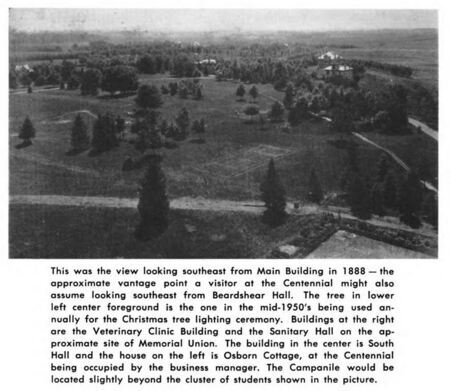 This was the view looking southeast from Main Building in 1888 — the
approximate vantage point a visitor at the Centennial might also
assume looking southeast from Beardshear Hall. The tree in lower
left center foreground is the one in the mid-1950's being used an-
nually for the Christmas tree lighting ceremony. Buildings at the right
are the Veterinary Clinic Building and the Sanitary Hall on the ap-
proximate site of Memorial Union. The building in the center is South
Hall and the house on the left is Osborn Cottage, at the Centennial
being occupied by the business manager. The Campanile would be
located slightly beyond the cluster of students shown in the picture.